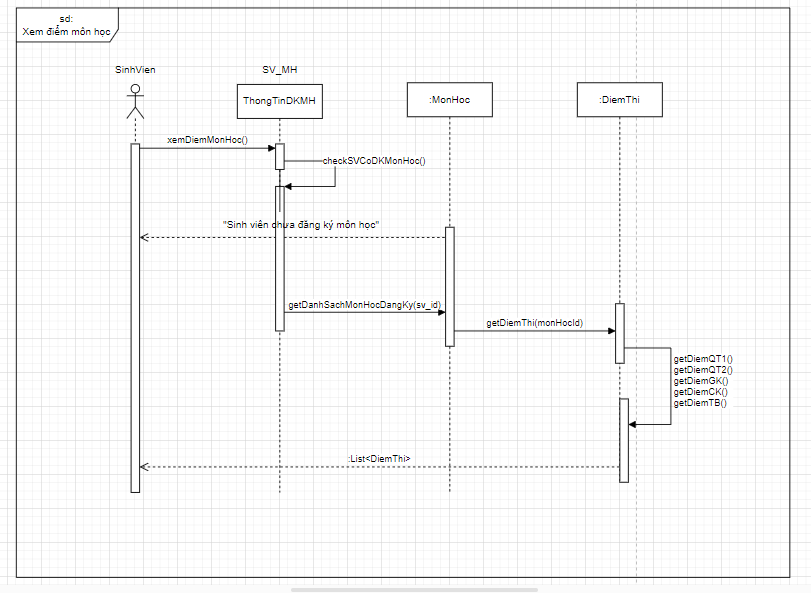 sd:
Xem điểm môn học
SinhVien
SV_MH
ThongTinDKMH
:MonHoc
:DiemThi
xemDiemMonHoc()
checkSVCoDKMonHoc()
"Sinh viên chưa đăng ký môn học"
getDanhSachMonHocDangKy(sv_id)
getDiemThi(monHocId)
getDiemQT1()
getDiemQT2()
getDiemGK()
getDiemCK()
getDiemTB()
:List<DiemThi>